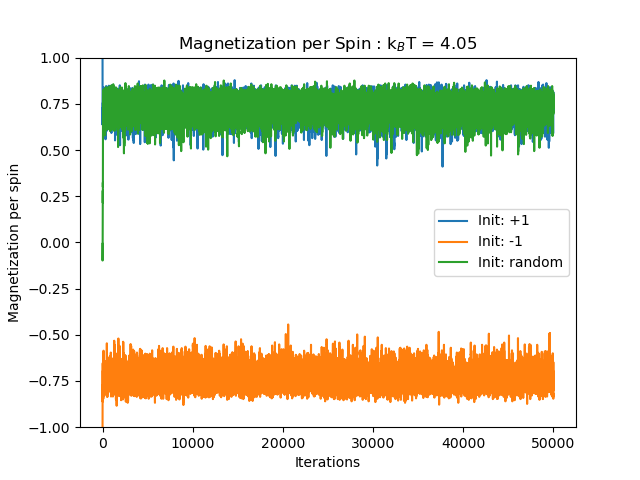 Magnetization per Spin : k_BT = 4.05
1.00
0.75
0.50
0.25
0.00
−0.25
−0.50
−0.75
−1.00
Magnetization per spin
Init: +1
Init: -1
Init: random
0
10000
20000
30000
40000
50000
Iterations